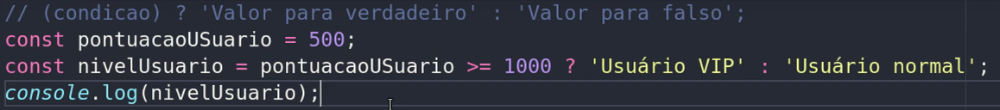 // (condicao) ? 'Valor para verdadeiro' : 'Valor para falso';
const pontuacaoUSuario = 500;
const nivelUsuario = pontuacaoUSuario >= 1000 ? 'Usuário VIP' : 'Usuário normal';
console.log(nivelUsuario);